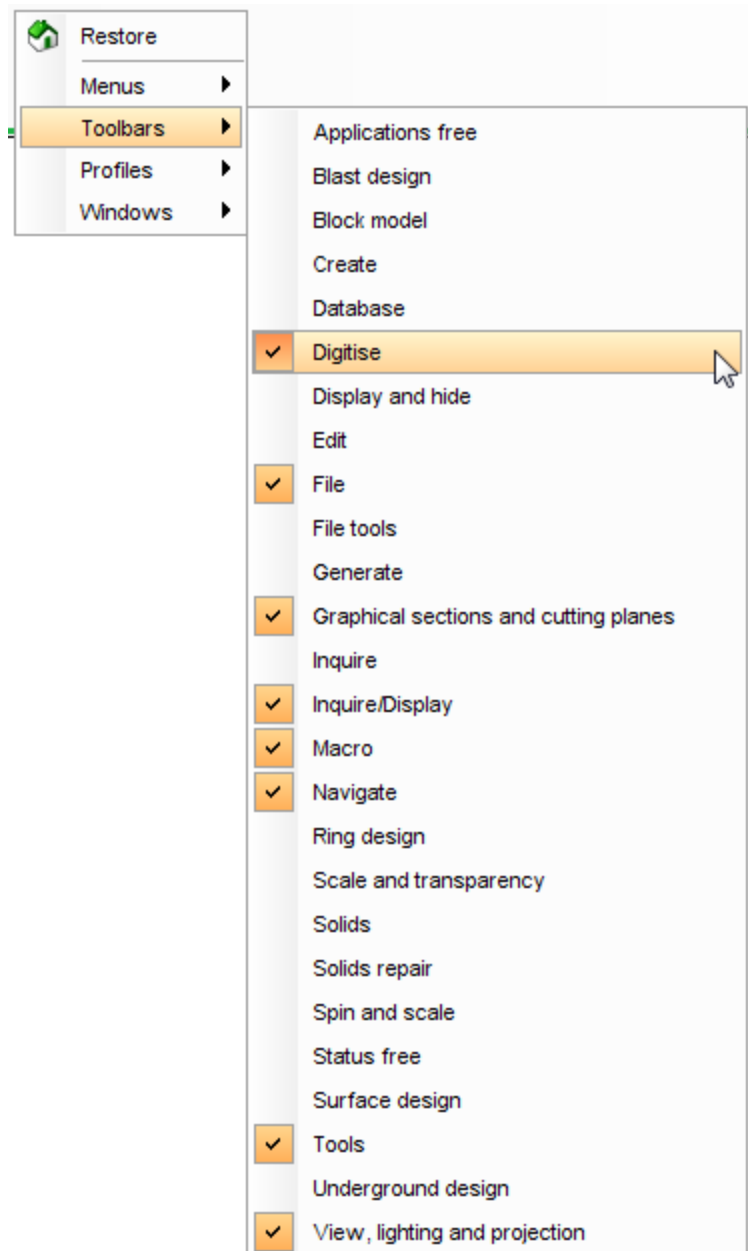 Restore
Menus
Toolbars
Profiles
Windows
Applications free
Blast design
Block model
Create
Database
Digitise
Display and hide
Edit
File
File tools
Generate
Graphical sections and cutting planes
Inquire
Inquire/Display
Macro
Navigate
Ring design
Scale and transparency
Solids
Solids repair
Spin and scale
Status free
Surface design
Tools
Underground design
View, lighting and projection